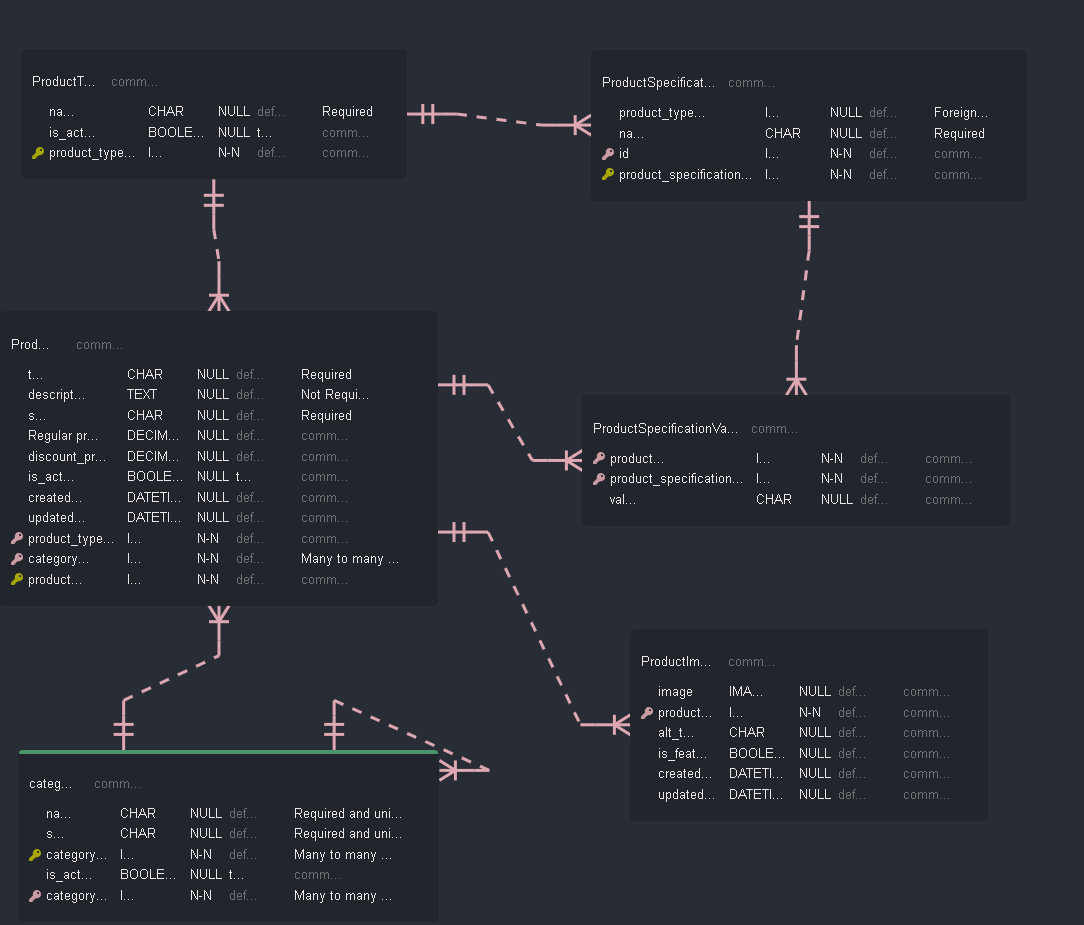 ProductT... comm...
na... CHAR NULL def... Required
is_act... BOOLE... NULL t... comm...
product_type... I... N-N def... comm...
ProductSpecificat... comm...
product_type... I... NULL def... Foreign...
na... CHAR NULL def... Required
id I... N-N def... comm...
product_specification... I... N-N def... comm...
Prod... comm...
t... CHAR NULL def... Required
descript... TEXT NULL def... Not Requi...
s... CHAR NULL def... Required
Regular pr... DECIM... NULL def... comm...
discount_pr... DECIM... NULL def... comm...
is_act... BOOLE... NULL t... comm...
created... DATETI... NULL def... comm...
updated... DATETI... NULL def... comm...
product_type... I... N-N def... comm...
category... I... N-N def... Many to many ...
product... I... N-N def... comm...
ProductSpecificationVa... comm...
product... I... N-N def... comm...
product_specification... I... N-N def... comm...
val... CHAR NULL def... comm...
ProductIm... comm...
image IMA... NULL def... comm...
product... I... N-N def... comm...
alt_t... CHAR NULL def... comm...
is_feat... BOOLE... NULL def... comm...
created... DATETI... NULL def... comm...
updated... DATETI... NULL def... comm...
categ... comm...
na... CHAR NULL def... Required and uni...
s... CHAR NULL def... Required and uni...
category... I... N-N def... Many to many ...
is_act... BOOLE... NULL t... comm...
category... I... N-N def... Many to many ...